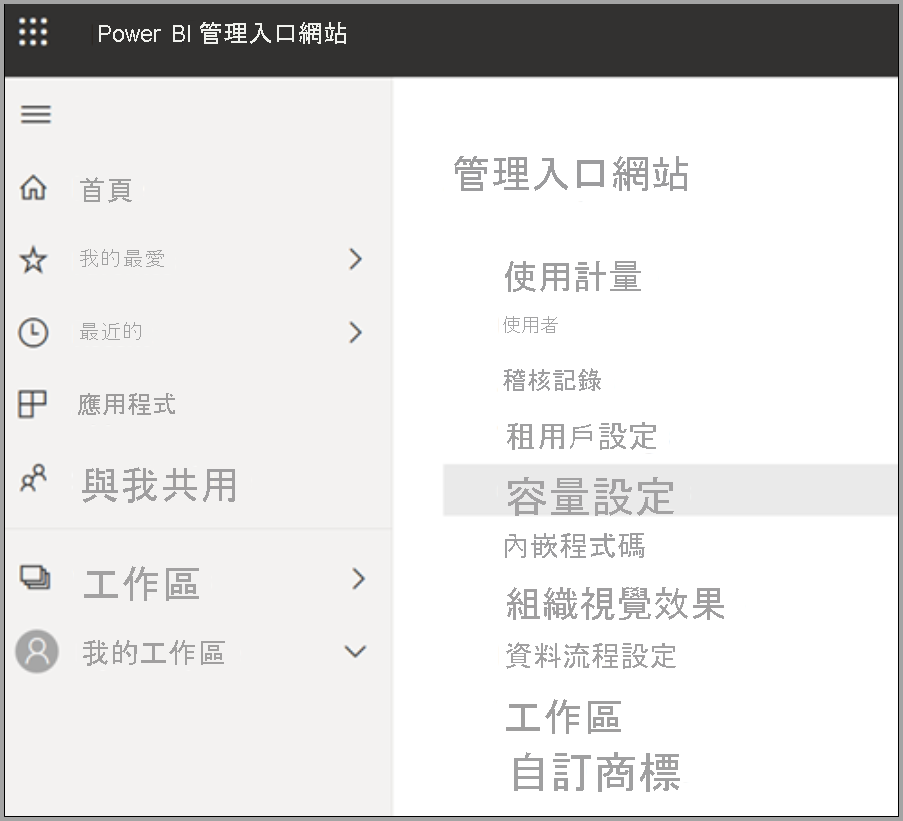 Power BI 管理入口網站
首頁
我的最愛
最近的
應用程式
與我共用
工作區
我的工作區
管理入口網站
使用計量
使用者
稽核記錄
租用戶設定
容量設定
內嵌程式碼
組織視覺效果
資料流程設定
工作區
自訂商標